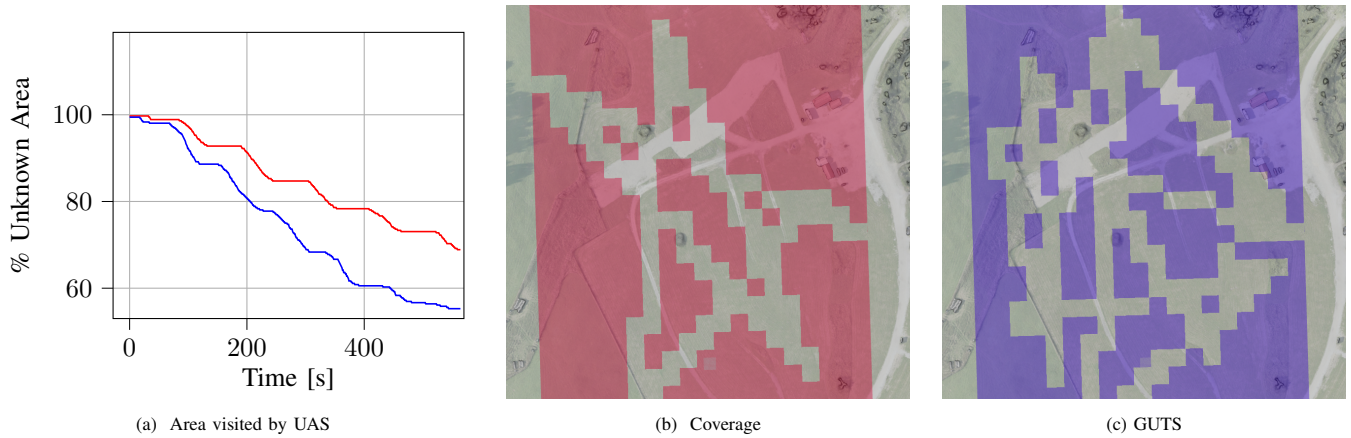 100
80
60
% Unknown Area
0 200 400
Time [s]
(a) Area visited by UAS
(b) Coverage
(c) GUTS